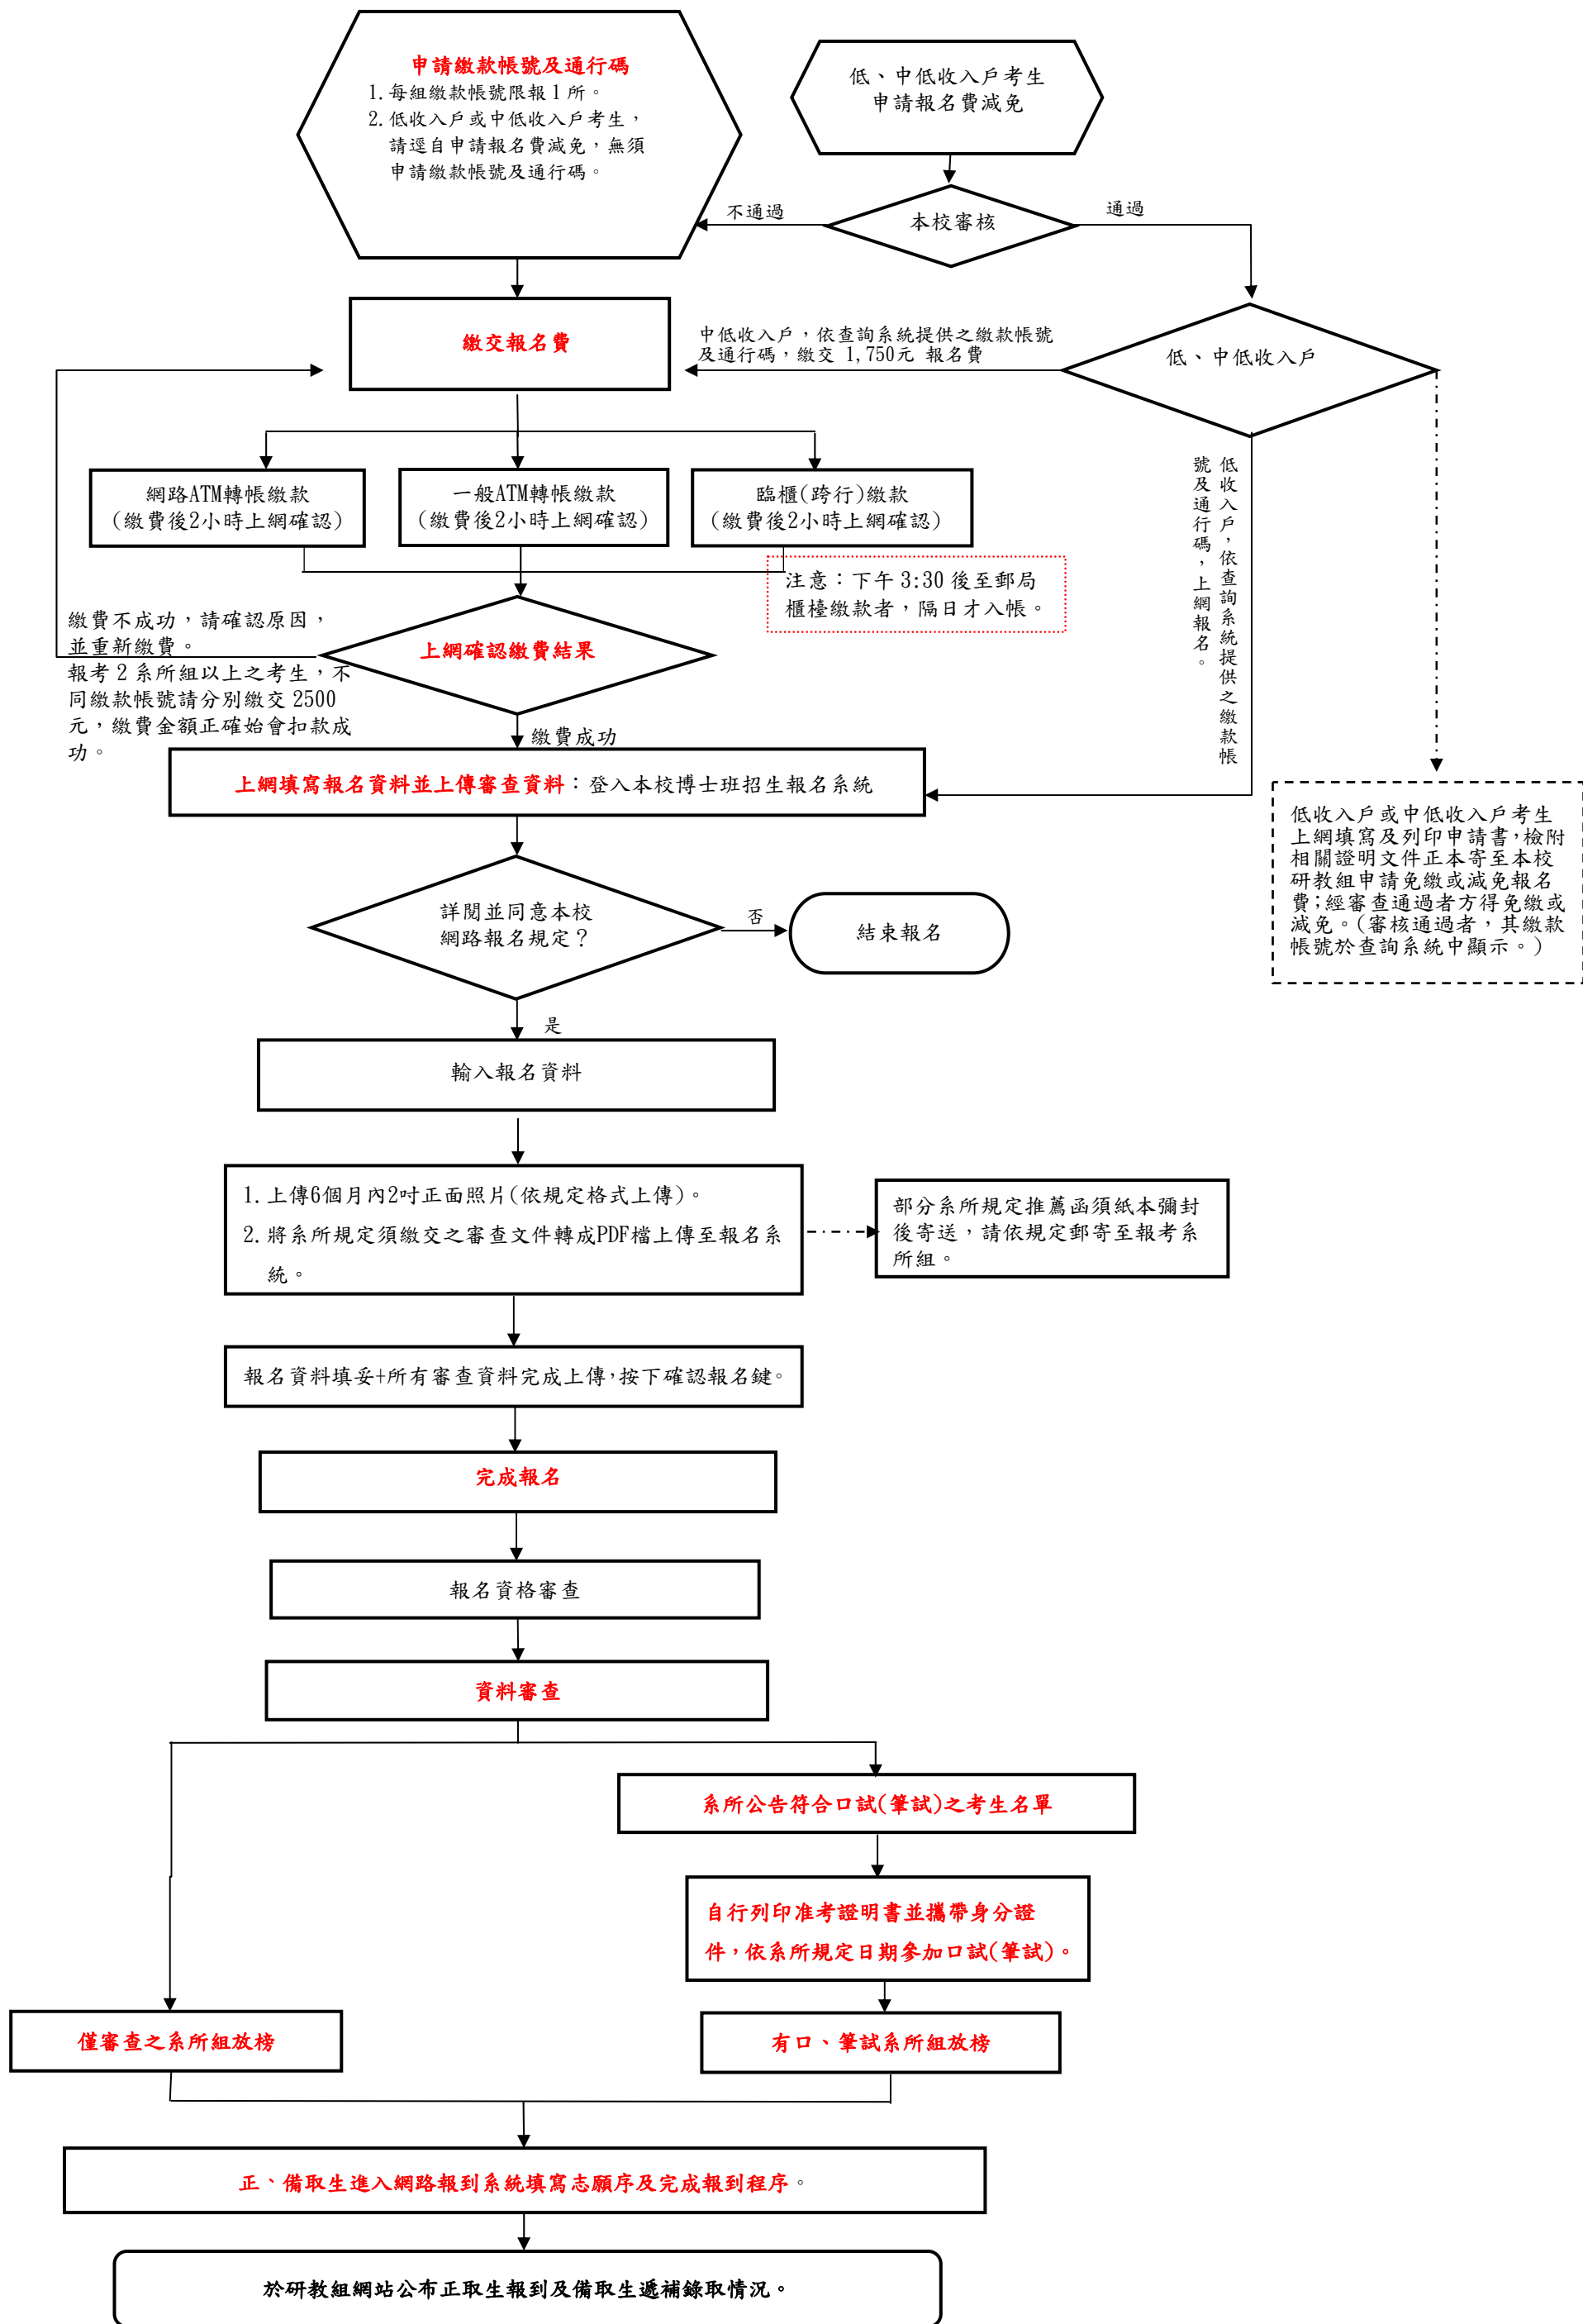 申請繳款帳號及通行碼
1. 每組繳款帳號限報 1 所。
2. 低收入戶或中低收入戶考生，
請逕自申請報名費減免，無須
申請繳款帳號及通行碼。
低、中低收入戶考生
申請報名費減免
不通過
本校審核
通過
繳交報名費
中低收入戶，依查詢系統提供之繳款帳號
及通行碼，繳交 1,750元 報名費
低、中低收入戶
網路ATM轉帳繳款
(繳費後2小時上網確認)
一般ATM轉帳繳款
(繳費後2小時上網確認)
臨櫃(跨行)繳款
(繳費後2小時上網確認)
低收入戶，依查詢系統提供之繳款帳
號及通行碼，上網報名。
注意：下午 3:30 後至郵局
櫃檯繳款者，隔日才入帳。
繳費不成功，請確認原因，
並重新繳費。
報考 2 系所組以上之考生，不
同繳款帳號請分別繳交 2500
元，繳費金額正確始會扣款成
功。
上網確認繳費結果
繳費成功
上網填寫報名資料並上傳審查資料：登入本校博士班招生報名系統
低收入戶或中低收入戶考生
上網填寫及列印申請書，檢附
相關證明文件正本寄至本校
研教組申請免繳或減免報名
費；經審查通過者方得免繳或
減免。(審核通過者，其繳款
帳號於查詢系統中顯示。)
詳閱並同意本校
網路報名規定？
否
結束報名
是
輸入報名資料
1. 上傳6個月內2吋正面照片(依規定格式上傳)。
2. 將系所規定須繳交之審查文件轉成PDF檔上傳至報名系
統。
部分系所規定推薦函須紙本彌封
後寄送，請依規定郵寄至報考系
所組。
報名資料填妥+所有審查資料完成上傳，按下確認報名鍵。
完成報名
報名資格審查
資料審查
系所公告符合口試(筆試)之考生名單
自行列印准考證明書並攜帶身分證
件，依系所規定日期參加口試(筆試)。
僅審查之系所組放榜
有口、筆試系所組放榜
正、備取生進入網路報到系統填寫志願序及完成報到程序。
於研教組網站公布正取生報到及備取生遞補錄取情況。